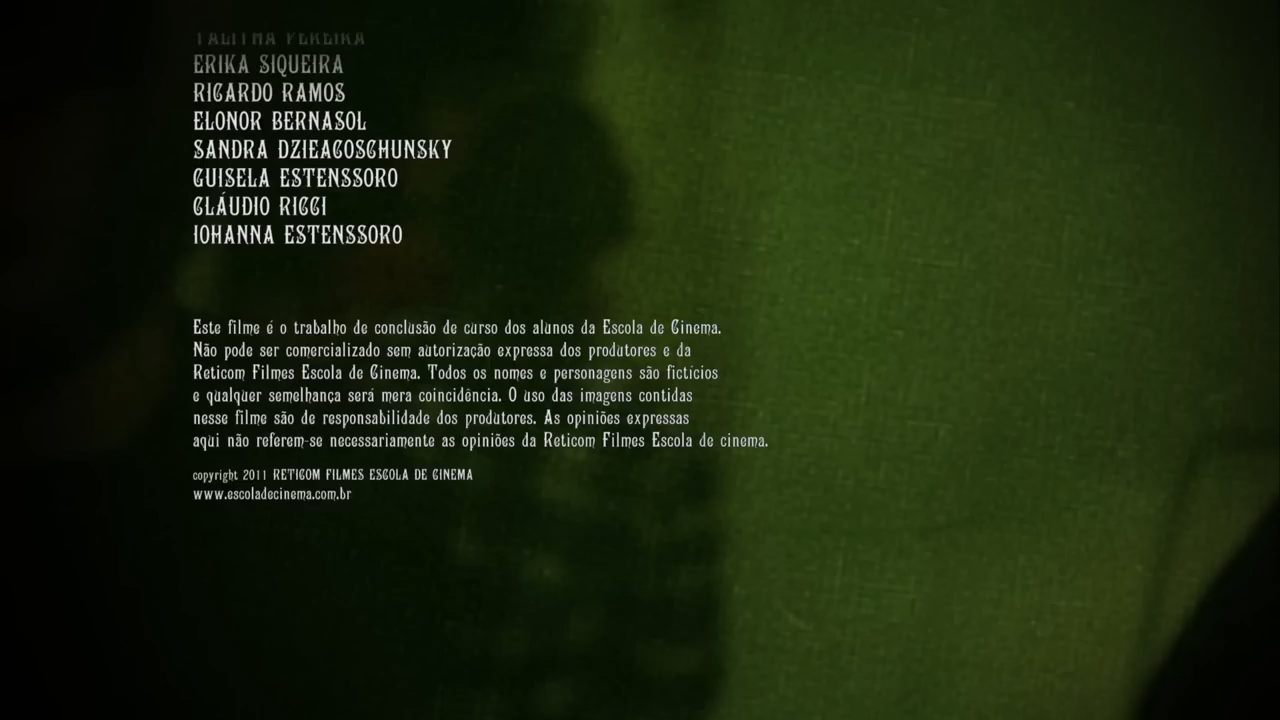 TALITHA PEREIRA
ERIKA SIQUEIRA
RICARDO RAMOS
ELONOR BERNASOL
SANDRA DZIEAGOSCHUNSKY
GUISELA ESTENSSORO
CLÁUDIO RICCI
IOHANNA ESTENSSORO
Este filme é o trabalho de conclusão de curso dos alunos da Escola de Cinema.
Não pode ser comercializado sem autorização expressa dos produtores e da
Reticom Filmes Escola de Cinema. Todos os nomes e personagens são fictícios
e qualquer semelhança será mera coincidência. O uso das imagens contidas
nesse filme são de responsabilidade dos produtores. As opiniões expressas
aqui não referem-se necessariamente as opiniões da Reticom Filmes Escola de cinema.
copyright 2011 RETICOM FILMES ESCOLA DE CINEMA
www.escoladecinema.com.br